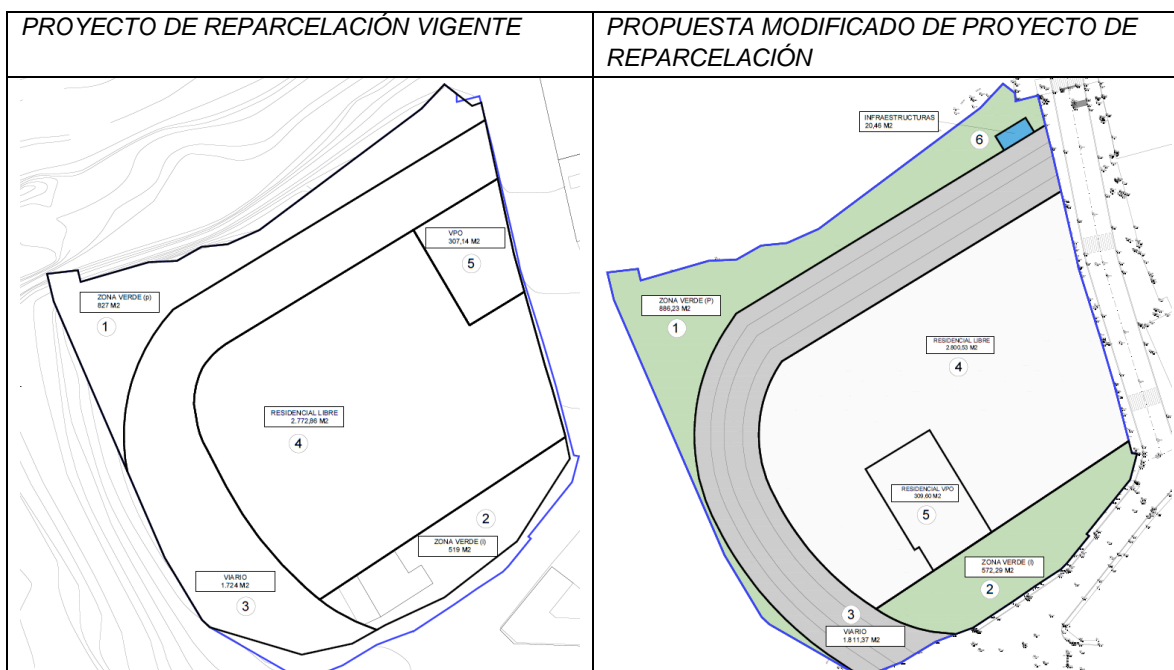 PROYECTO DE REPARCELACIÓN VIGENTE
ZONA VERDE (p)
827 M2
1
VPO
307,14 M2
5
RESIDENCIAL LIBRE
2.772,86 M2
4
2
ZONA VERDE (i)
519 M2
VIARIO
1.724 M2
3
PROPUESTA MODIFICADO DE PROYECTO DE
REPARCELACIÓN
INFRAESTRUCTURAS
20,46 M2
6
ZONA VERDE (P)
886,23 M2
1
RESIDENCIAL LIBRE
2.800,53 M2
4
RESIDENCIAL VPO
309,60 M2
5
ZONA VERDE (I)
572,29 M2
2
3
VIARIO
1.811,37 M2